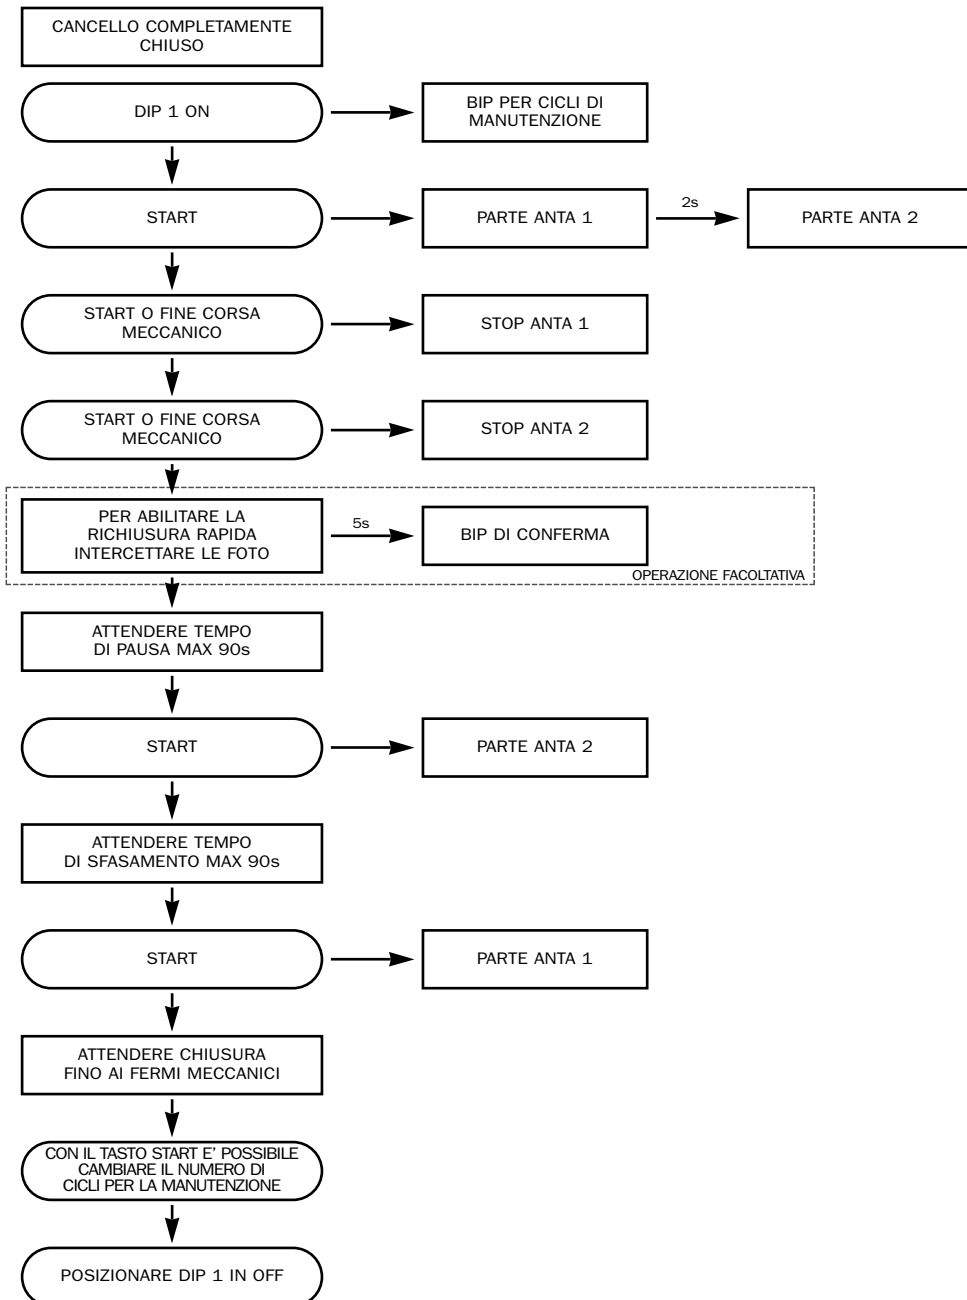 CANCELLO COMPLETAMENTE
CHIUSO
DIP 1 ON
BIP PER CICLI DI
MANUTENZIONE
START
PARTE ANTA 1
2s
PARTE ANTA 2
START O FINE CORSA
MECCANICO
STOP ANTA 1
START O FINE CORSA
MECCANICO
STOP ANTA 2
PER ABILITARE LA
RICHIUSURA RAPIDA
INTERCETTARE LE FOTO
5s
BIP DI CONFERMA
OPERAZIONE FACOLTATIVA
ATTENDERE TEMPO
DI PAUSA MAX 90s
START
PARTE ANTA 2
ATTENDERE TEMPO
DI SFASAMENTO MAX 90s
START
PARTE ANTA 1
ATTENDERE CHIUSURA
FINO AI FERMI MECCANICI
CON IL TASTO START E' POSSIBILE
CAMBIARE IL NUMERO DI
CICLI PER LA MANUTENZIONE
POSIZIONARE DIP 1 IN OFF